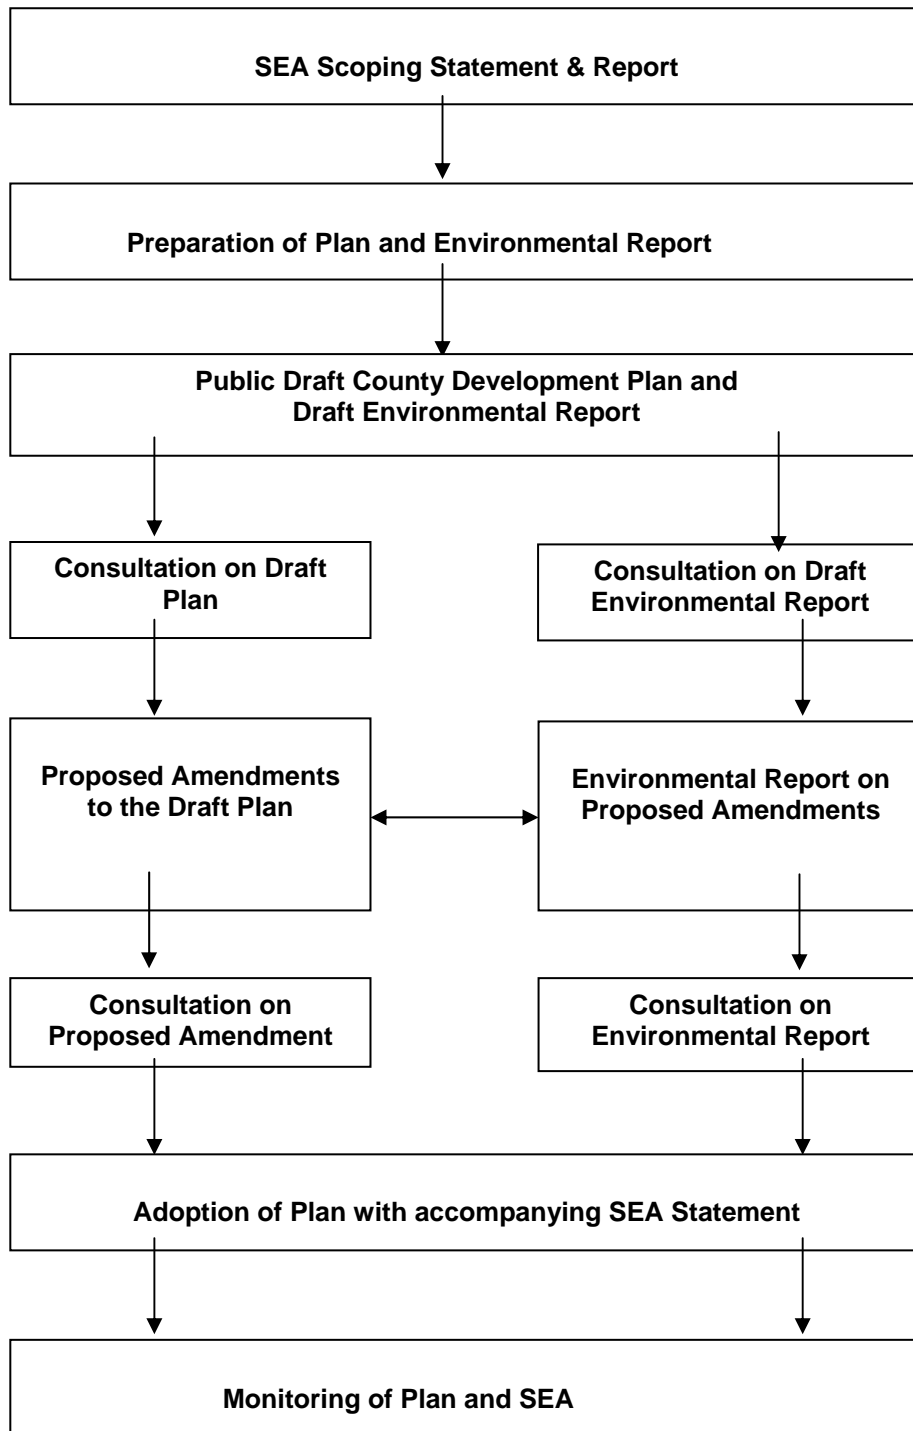 SEA Scoping Statement & Report
Preparation of Plan and Environmental Report
Public Draft County Development Plan and
Draft Environmental Report
Consultation on Draft
Plan
Consultation on Draft
Environmental Report
Proposed Amendments
to the Draft Plan
Environmental Report on
Proposed Amendments
Consultation on
Proposed Amendment
Consultation on
Environmental Report
Adoption of Plan with accompanying SEA Statement
Monitoring of Plan and SEA